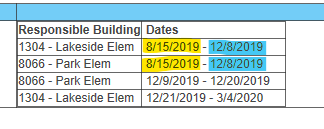 Responsible Building Dates
1304 - Lakeside Elem 8/15/2019 - 12/8/2019
8066 - Park Elem 8/15/2019 - 12/8/2019
8066 - Park Elem 12/9/2019 - 12/20/2019
1304 - Lakeside Elem 12/21/2019 - 3/4/2020